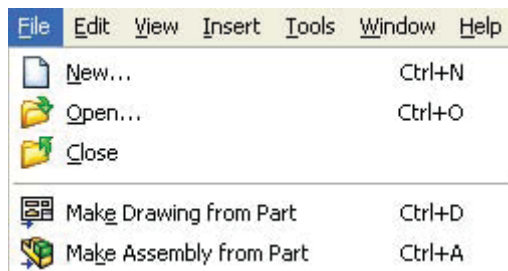 File Edit View Insert Tools Window Help
New... Ctrl+N
Open... Ctrl+O
Close
Make Drawing from Part Ctrl+D
Make Assembly from Part Ctrl+A